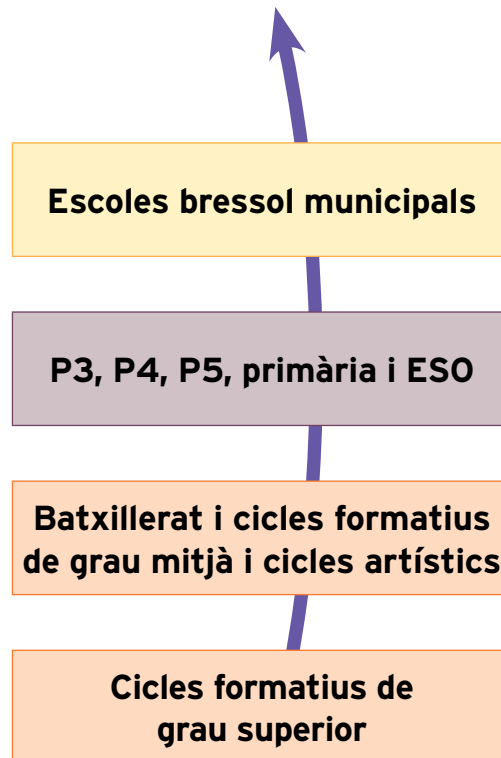 Escoles bressol municipals
P3, P4, P5, primària i ESO
Batxillerat i cicles formatius
de grau mitjà i cicles artístics
Cicles formatius de
grau superior